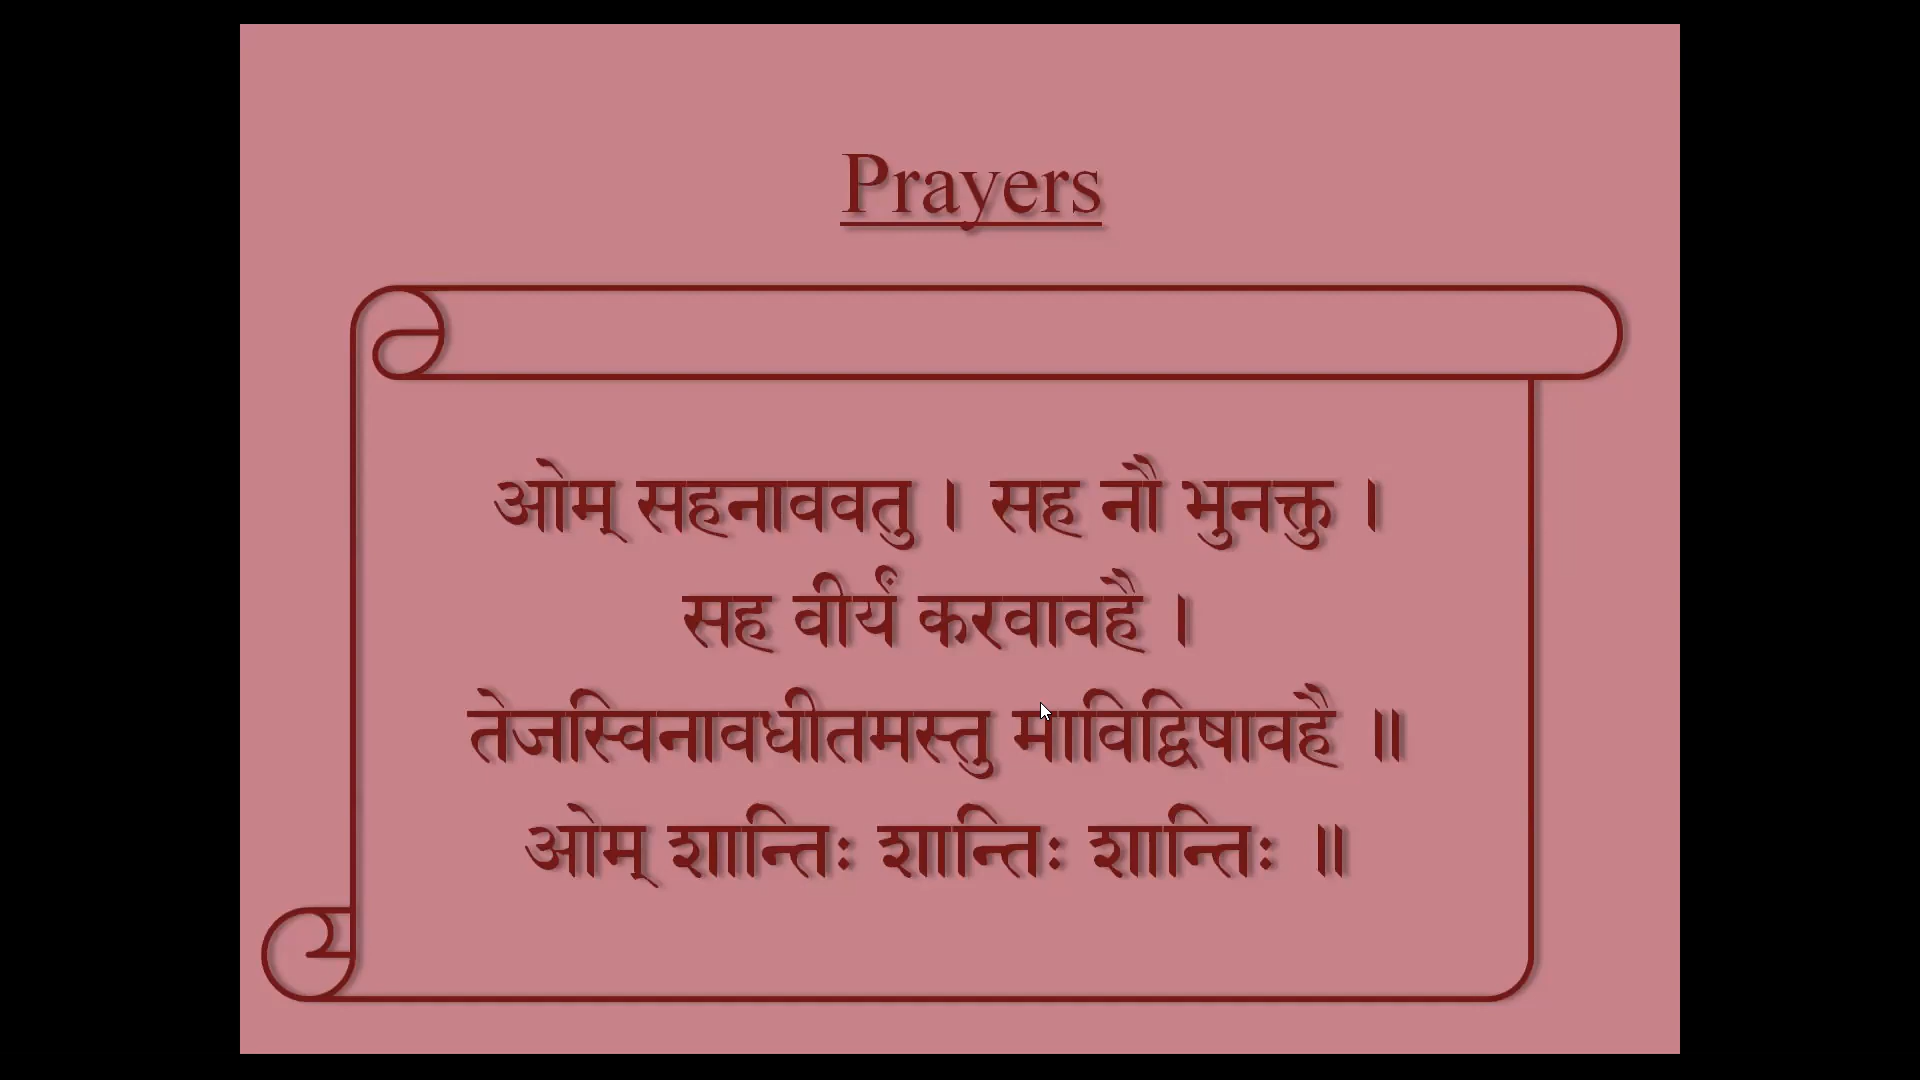 Prayers
ओम् सहनाववतु । सह नौ भुनक्तु ।
सह वीर्यं करवावहै ।
तेजस्विनावधीतमस्तु माविद्विषावहै ॥
ओम् शान्तिः शान्तिः शान्तिः ॥